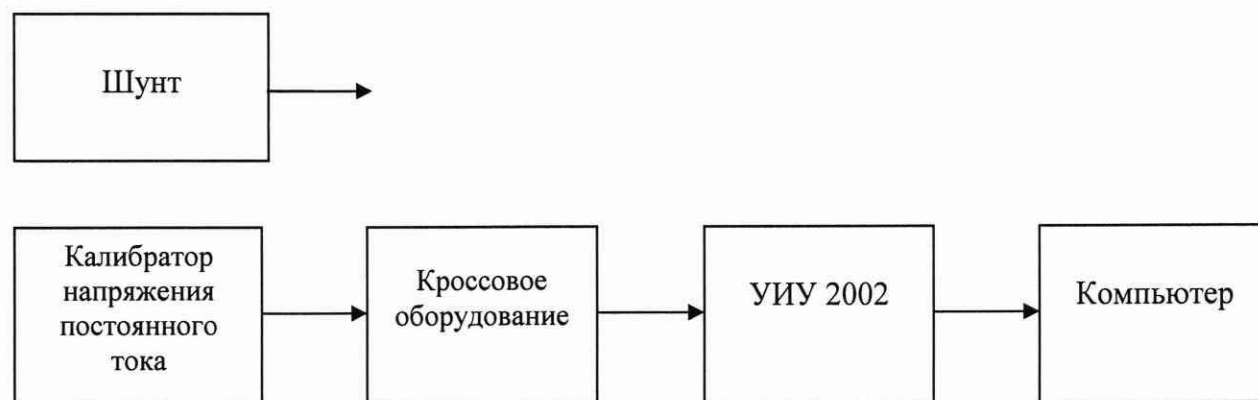 Шунт
Калибратор
напряжения
постоянного
тока
Кроссовое
оборудование
УИУ 2002
Компьютер